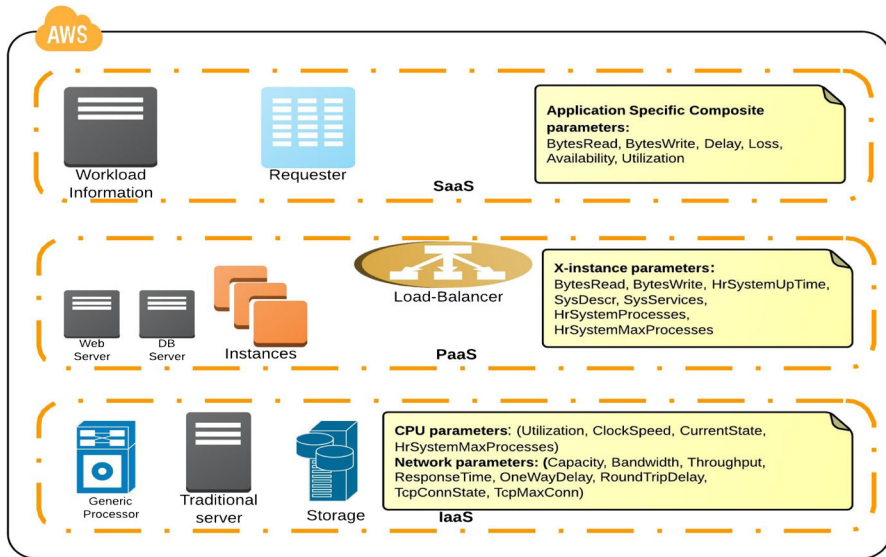 AWS
Application Specific Composite
parameters:
BytesRead, BytesWrite, Delay, Loss,
Availability, Utilization
Workload
Information
Requester
SaaS
X-instance parameters:
BytesRead, BytesWrite, HrSystemUpTime,
SysDescr, SysServices,
HrSystemProcesses,
HrSystemMaxProcesses
Load-Balancer
Web
Server
DB
Server
Instances
PaaS
CPU parameters: (Utilization, ClockSpeed, CurrentState,
HrSystemMaxProcesses)
Network parameters: (Capacity, Bandwidth, Throughput,
ResponseTime, OneWayDelay, RoundTripDelay,
TcpConnState, TcpMaxConn)
Generic
Processor
Traditional
server
Storage
IaaS